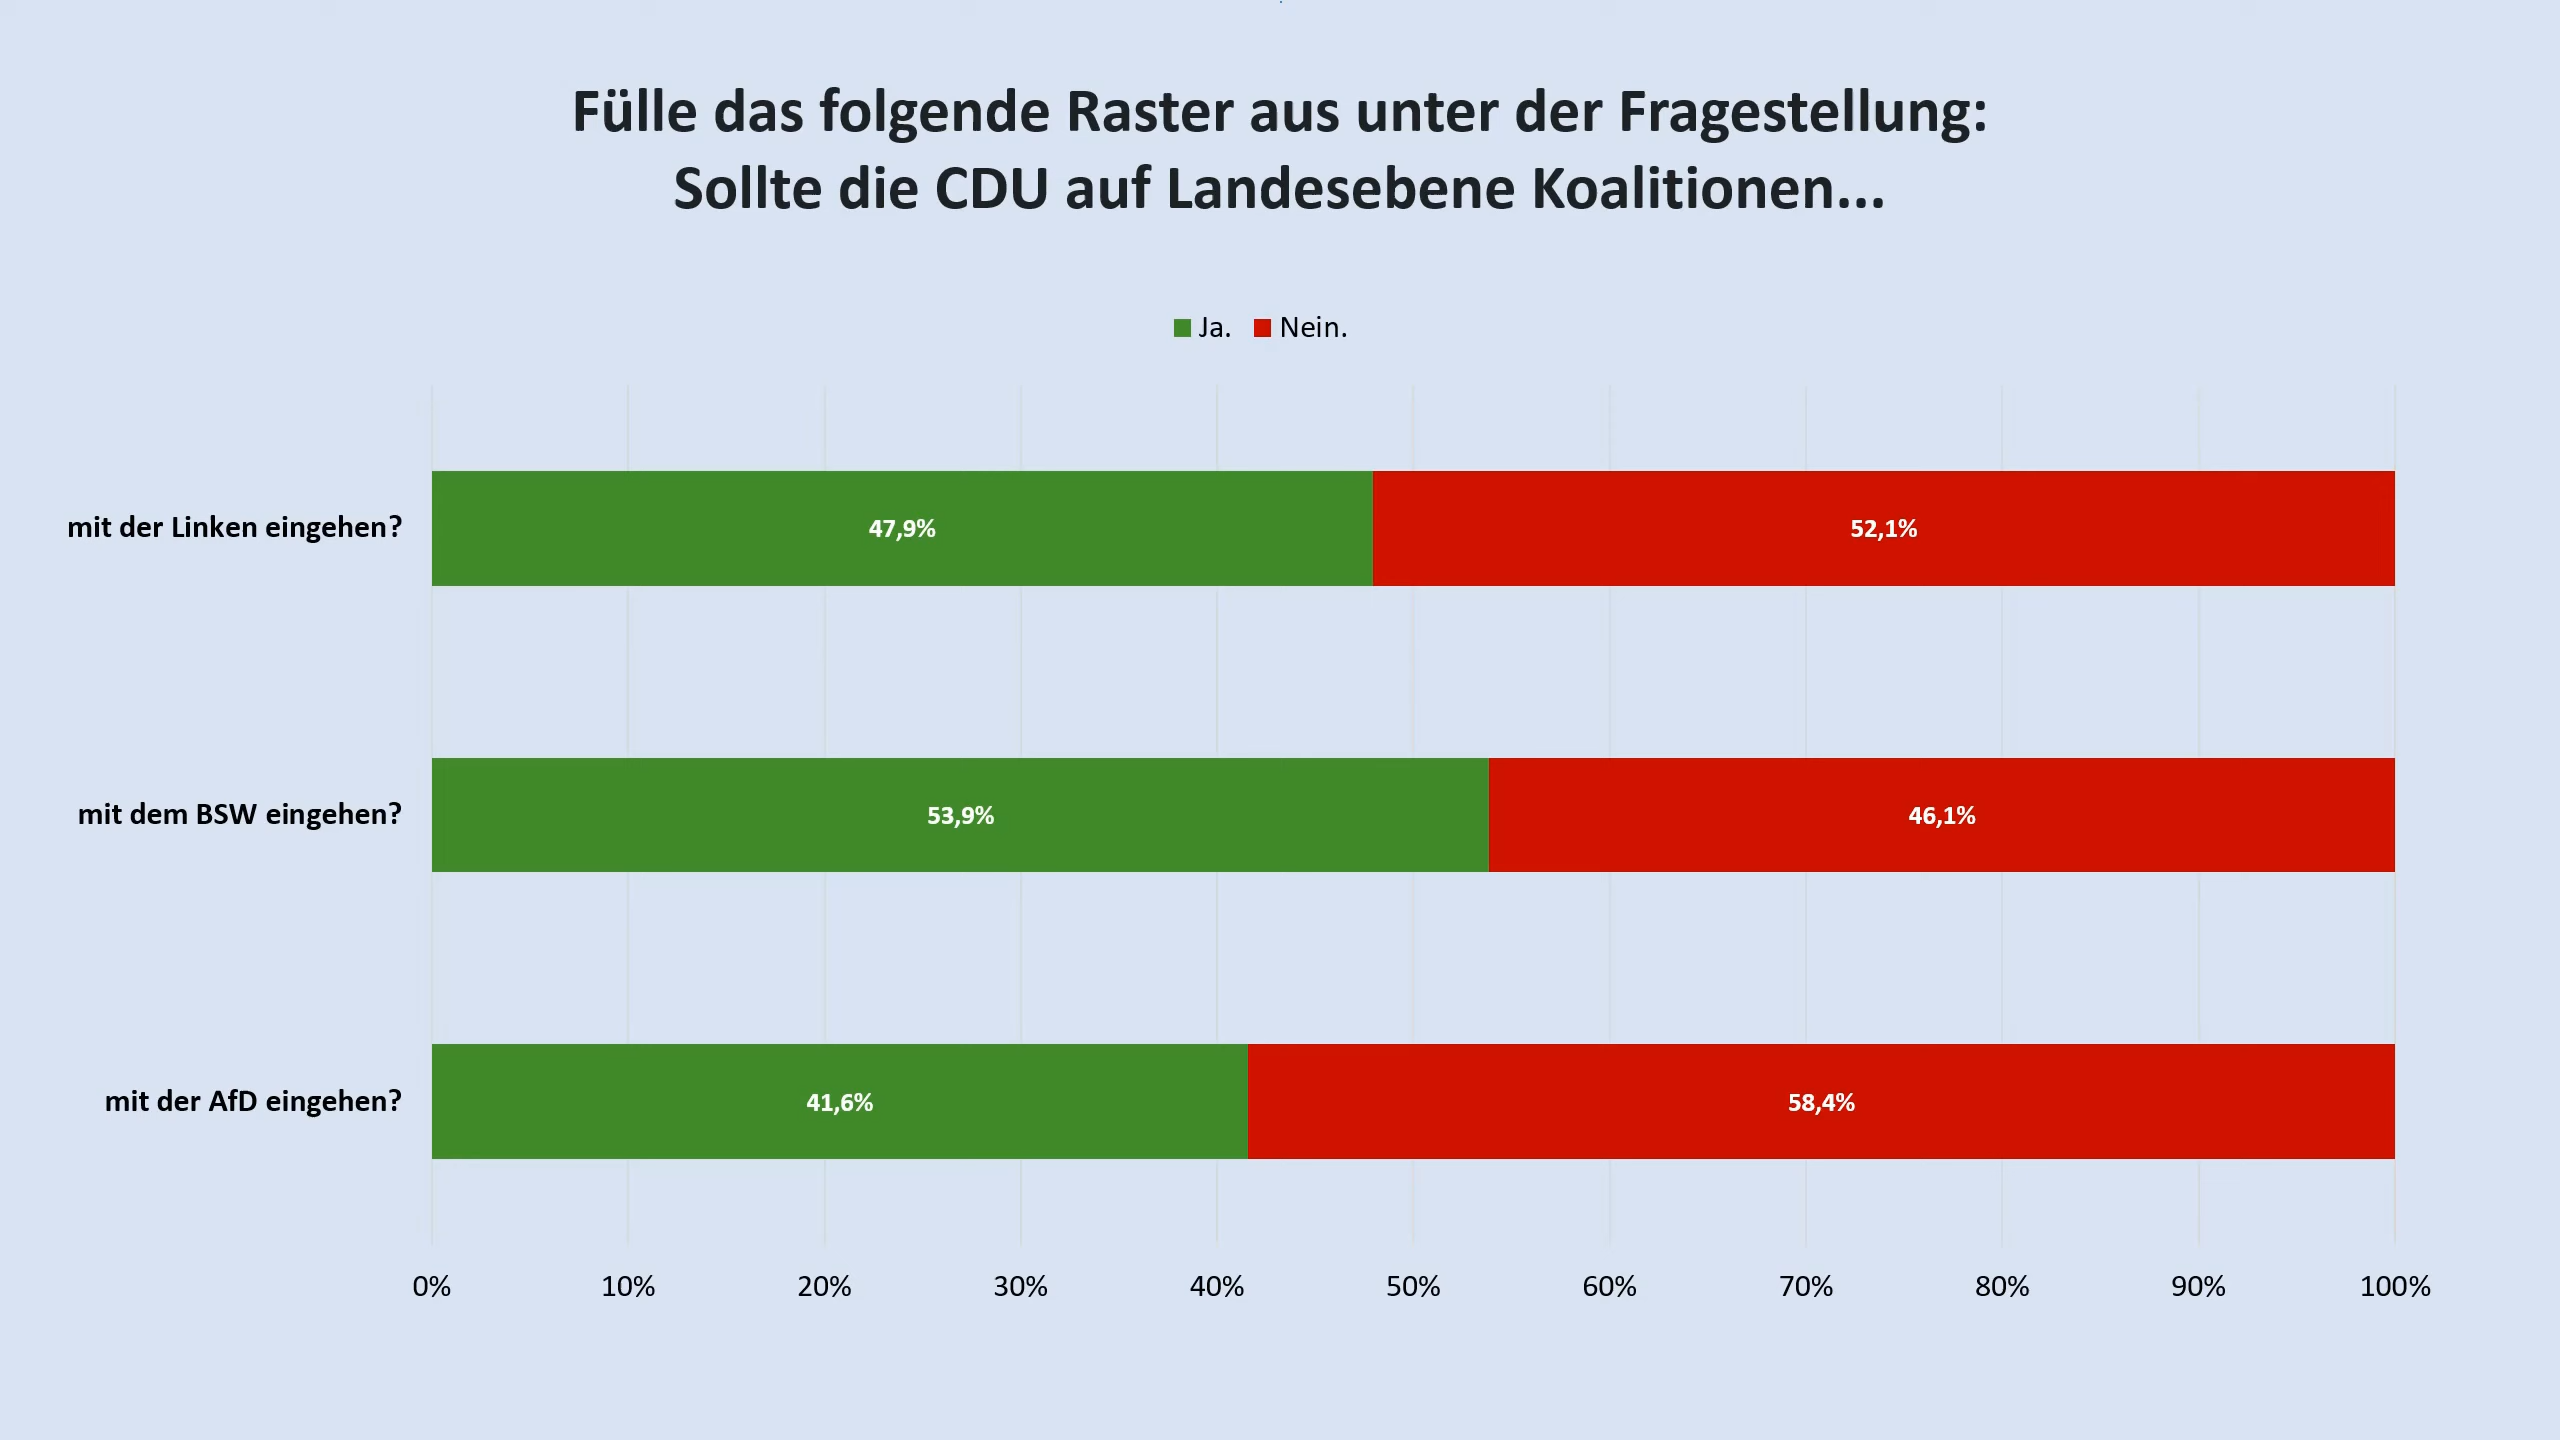 Fülle das folgende Raster aus unter der Fragestellung:
Sollte die CDU auf Landesebene Koalitionen...
Ja. Nein.
mit der Linken eingehen? 47,9% 52,1%
mit dem BSW eingehen? 53,9% 46,1%
mit der AfD eingehen? 41,6% 58,4%
0% 10% 20% 30% 40% 50% 60% 70% 80% 90% 100%